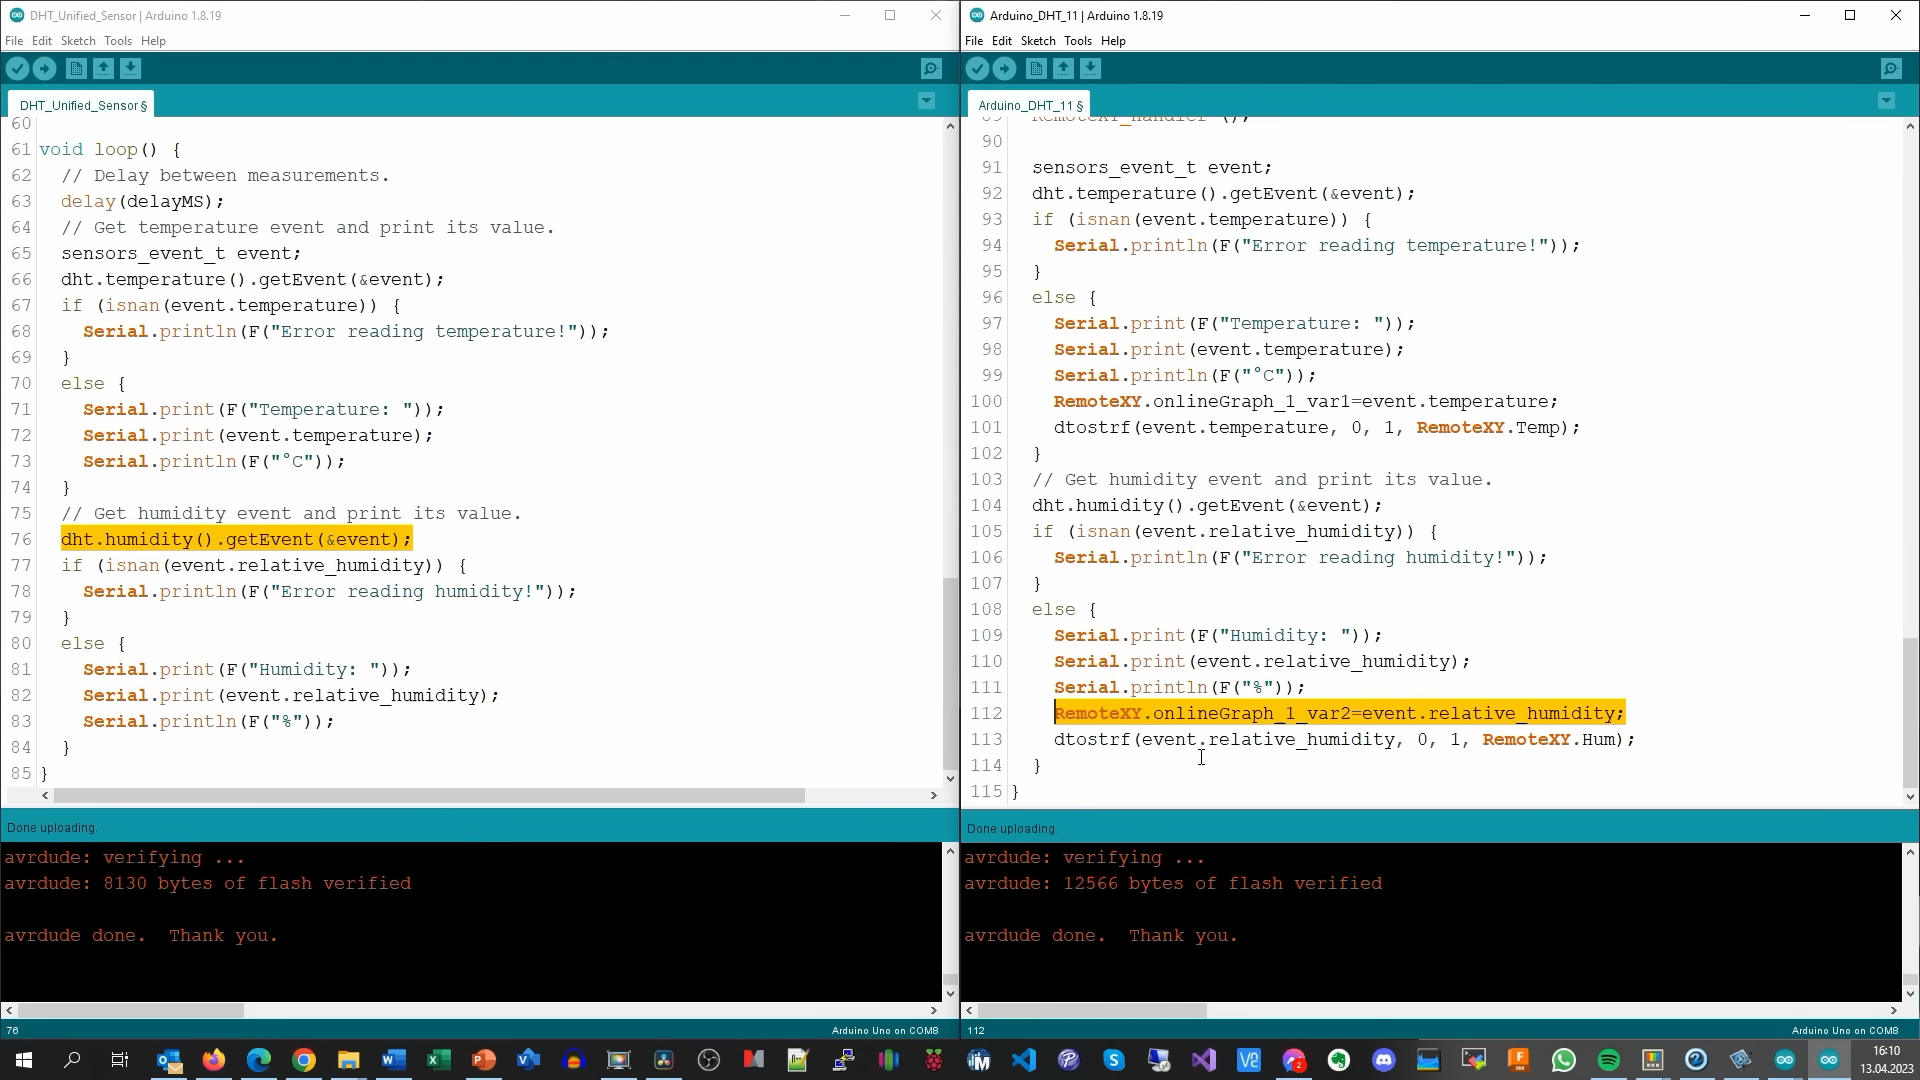 DHT_Unified_Sensor | Arduino 1.8.19
File Edit Sketch Tools Help
DHT_Unified_Sensor §
60
61 void loop() {
62 // Delay between measurements.
63 delay(delayMS);
64 // Get temperature event and print its value.
65 sensors_event_t event;
66 dht.temperature().getEvent(&event);
67 if (isnan(event.temperature)) {
68 Serial.println(F("Error reading temperature!"));
69 }
70 else {
71 Serial.print(F("Temperature: "));
72 Serial.print(event.temperature);
73 Serial.println(F("°C"));
74 }
75 // Get humidity event and print its value.
76 dht.humidity().getEvent(&event);
77 if (isnan(event.relative_humidity)) {
78 Serial.println(F("Error reading humidity!"));
79 }
80 else {
81 Serial.print(F("Humidity: "));
82 Serial.print(event.relative_humidity);
83 Serial.println(F("%"));
84 }
85 }
Done uploading.
avrdude: verifying ...
avrdude: 8130 bytes of flash verified
avrdude done.  Thank you.
76
Arduino Uno on COM8
Arduino_DHT_11 | Arduino 1.8.19
File Edit Sketch Tools Help
Arduino_DHT_11 §
89 RemoteXY_Handler ();
90
91 sensors_event_t event;
92 dht.temperature().getEvent(&event);
93 if (isnan(event.temperature)) {
94 Serial.println(F("Error reading temperature!"));
95 }
96 else {
97 Serial.print(F("Temperature: "));
98 Serial.print(event.temperature);
99 Serial.println(F("°C"));
100 RemoteXY.onlineGraph_1_var1=event.temperature;
101 dtostrf(event.temperature, 0, 1, RemoteXY.Temp);
102 }
103 // Get humidity event and print its value.
104 dht.humidity().getEvent(&event);
105 if (isnan(event.relative_humidity)) {
106 Serial.println(F("Error reading humidity!"));
107 }
108 else {
109 Serial.print(F("Humidity: "));
110 Serial.print(event.relative_humidity);
111 Serial.println(F("%"));
112 RemoteXY.onlineGraph_1_var2=event.relative_humidity;
113 dtostrf(event.relative_humidity, 0, 1, RemoteXY.Hum);
114 }
115 }
Done uploading.
avrdude: verifying ...
avrdude: 12566 bytes of flash verified
avrdude done.  Thank you.
112
Arduino Uno on COM8
16:10
13.04.2023